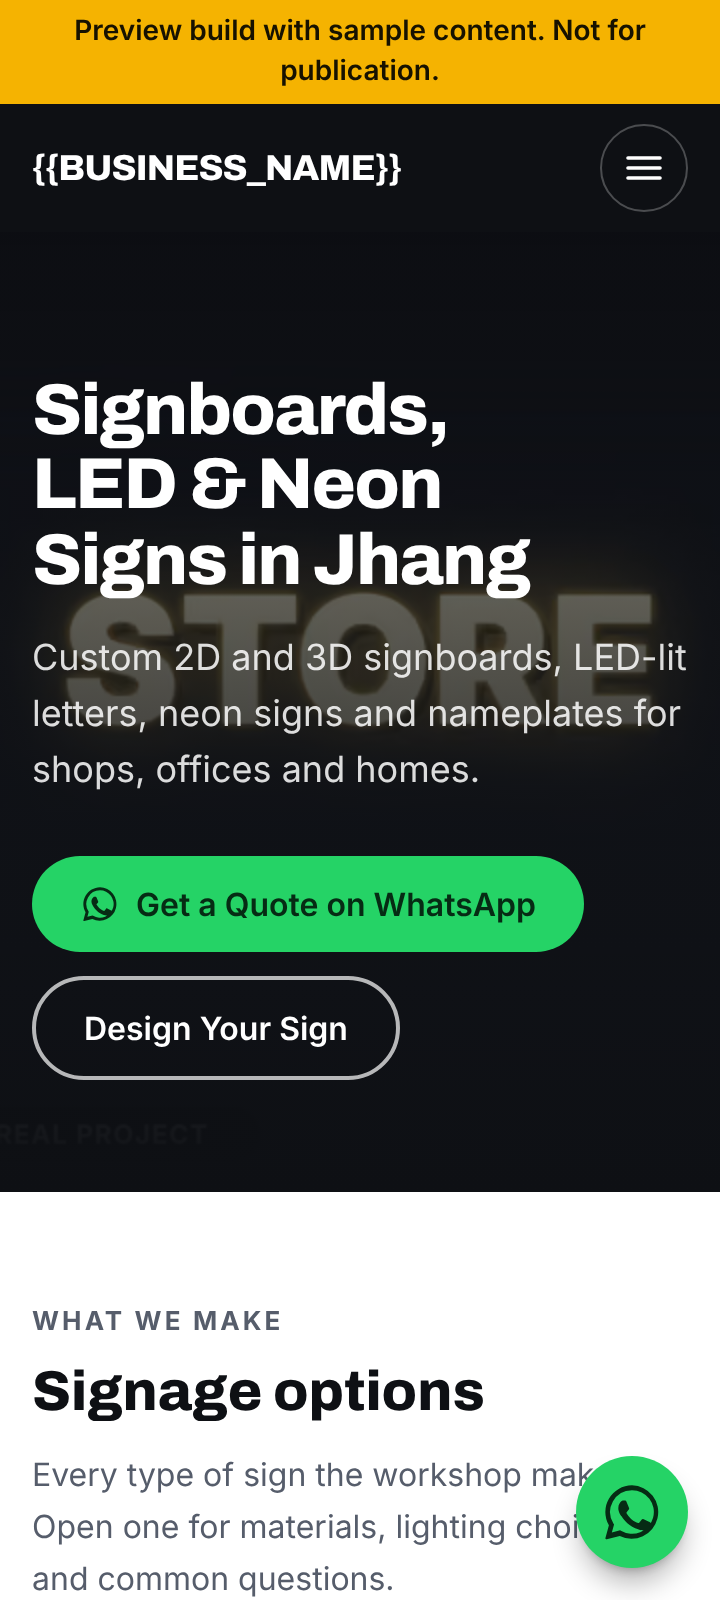 Preview build with sample content. Not for
publication.
{{BUSINESS_NAME}}
Signboards,
LED & Neon
Signs in Jhang
STORE
Custom 2D and 3D signboards, LED-lit
letters, neon signs and nameplates for
shops, offices and homes.
Get a Quote on WhatsApp
Design Your Sign
REAL PROJECT
WHAT WE MAKE
Signage options
Every type of sign the workshop
Open one for materials, lighting
and common questions.